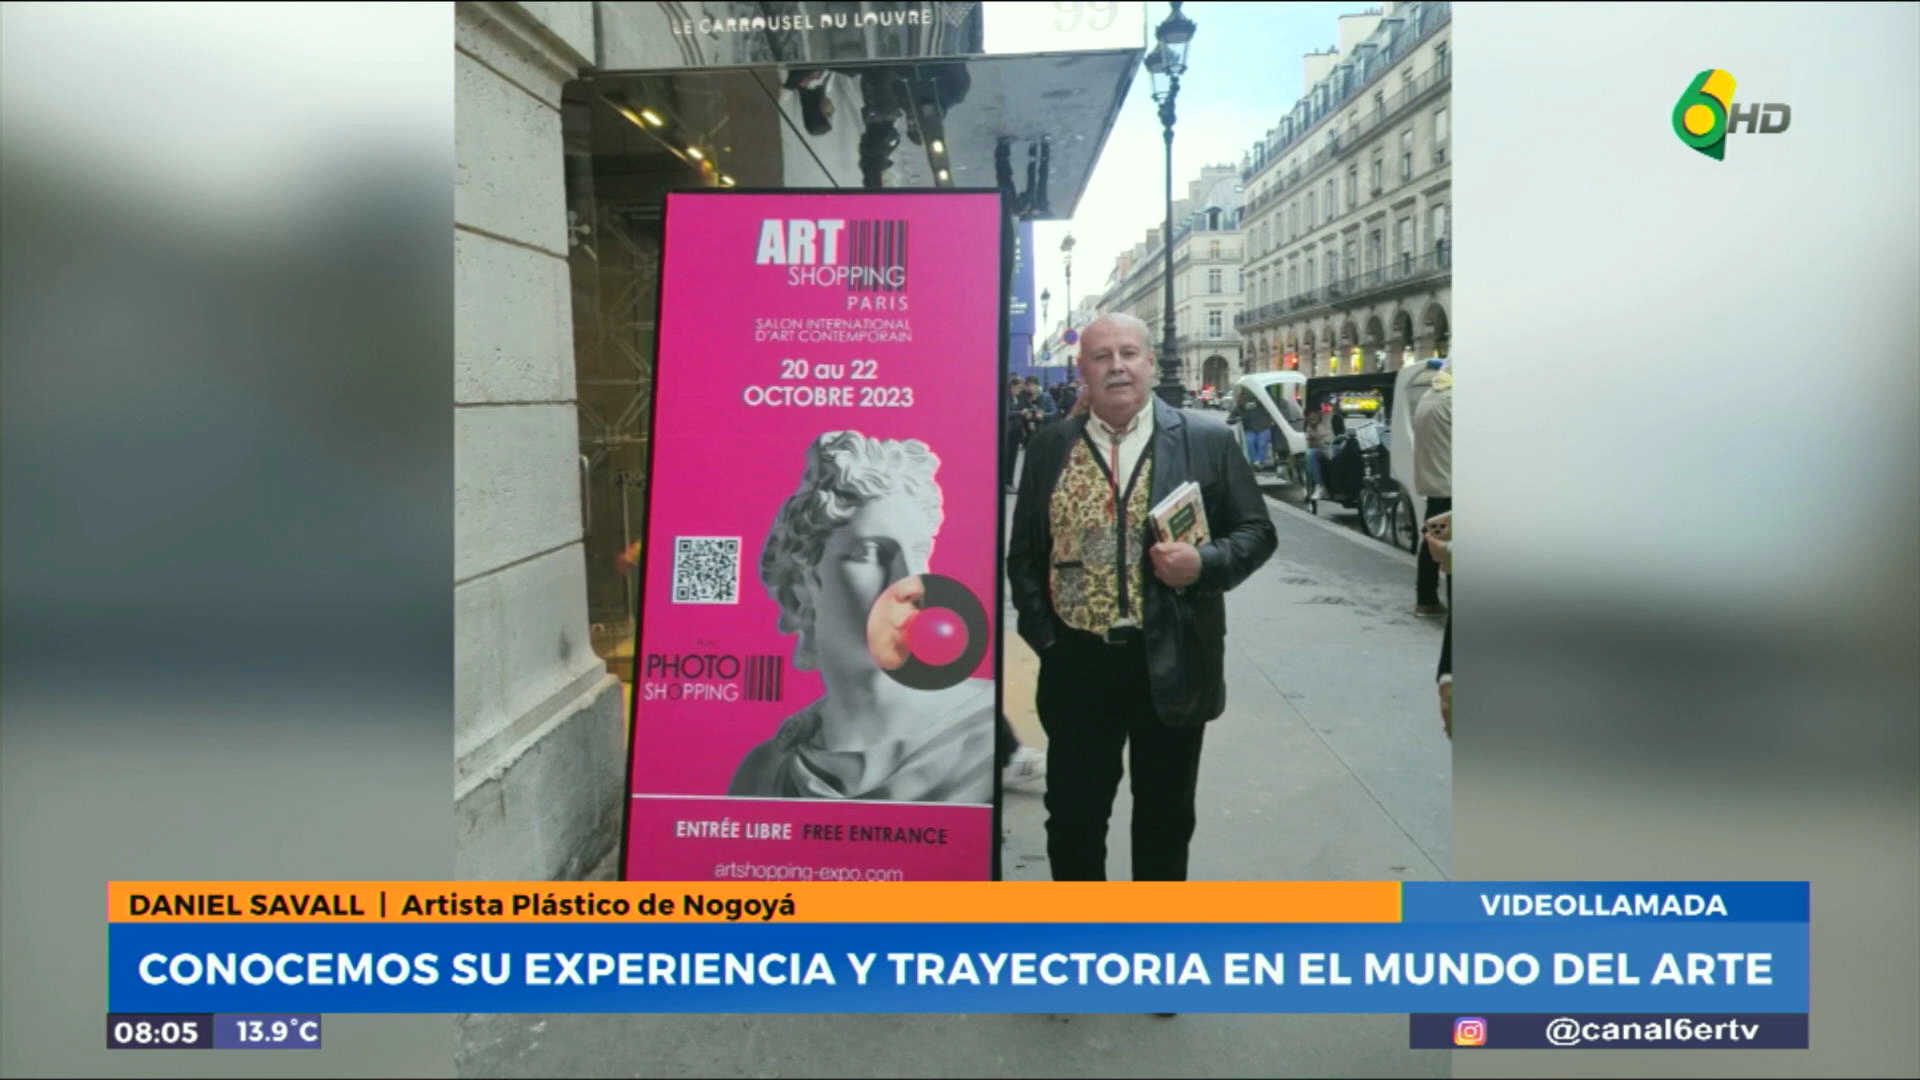 LE CARROUSEL DU LOUVRE
99
6HD
ART
SHOPPING
PARIS
SALON INTERNATIONAL
D'ART CONTEMPORAIN
20 au 22
OCTOBRE 2023
PHOTO
SHOPPING
ENTRÉE LIBRE FREE ENTRANCE
artshopping-expo.com
DANIEL SAVALL | Artista Plástico de Nogoyá
VIDEOLLAMADA
CONOCEMOS SU EXPERIENCIA Y TRAYECTORIA EN EL MUNDO DEL ARTE
08:05 13.9°C
@canal6ertv